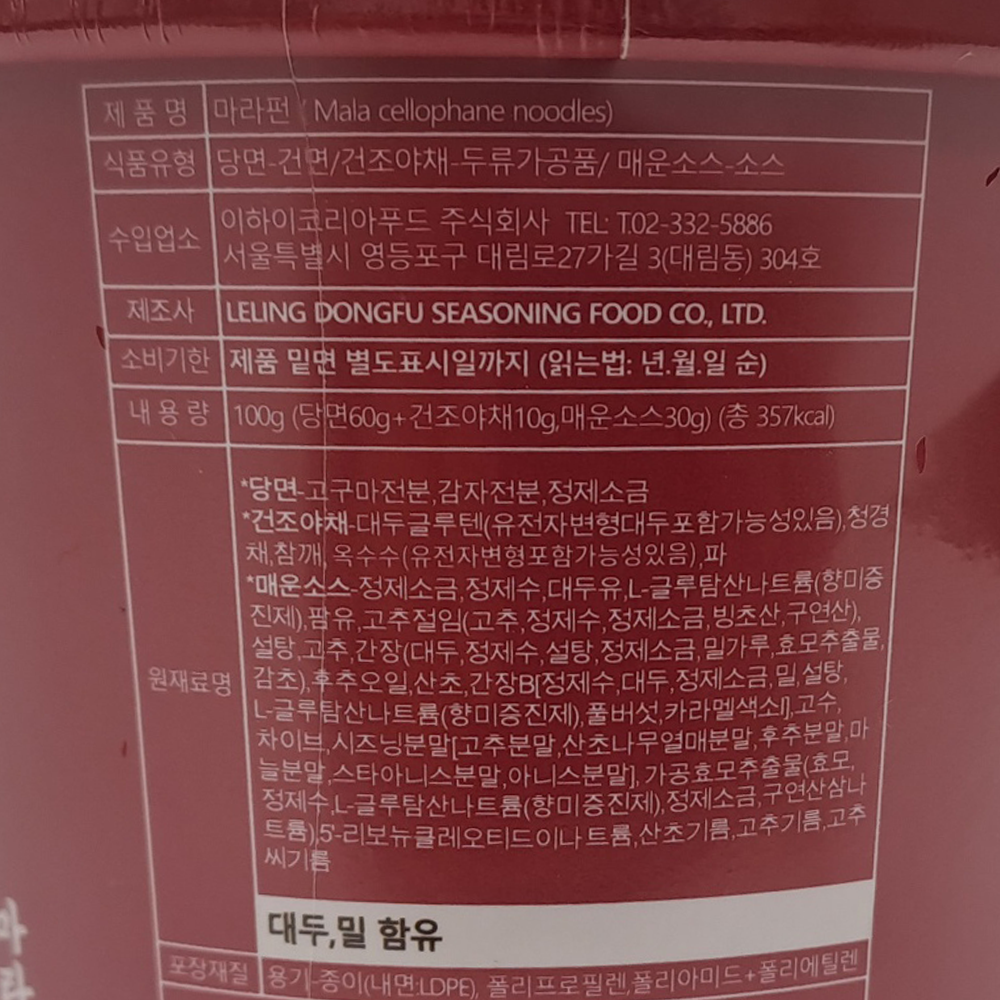 제품명 마라펀 / Mala cellophane noodles)
식품유형 당면-건면/건조야채-두류가공품/ 매운소스-소스
수입업소 이하이코리아푸드 주식회사 TEL: T.02-332-5886
서울특별시 영등포구 대림로27가길 3(대림동) 304호
제조사 LELING DONGFU SEASONING FOOD CO., LTD.
소비기한 제품 밑면 별도표시일까지 (읽는법: 년.월.일 순)
내용량 100g (당면60g+건조야채10g,매운소스30g) (총 357kcal)
원재료명
*당면-고구마전분,감자전분,정제소금
*건조야채-대두글루텐(유전자변형대두포함가능성있음),청경
채,참깨, 옥수수(유전자변형포함가능성있음),파
*매운소스-정제소금,정제수,대두유,L-글루탐산나트륨(향미증
진제),팜유,고추절임(고추,정제수,정제소금,빙초산,구연산),
설탕,고추,간장(대두,정제수,설탕,정제소금,밀가루,효모추출물,
감초),후추오일,산초,간장B[정제수,대두,정제소금,밀,설탕,
L-글루탐산나트륨(향미증진제),풀버섯,카라멜색소I],고수,
차이브,시즈닝분말[고추분말,산초나무열매분말,후추분말,마
늘분말,스타아니스분말,아니스분말],가공효모추출물(효모,
정제수,L-글루탐산나트륨(향미증진제),정제소금,구연산삼나
트륨),5'-리보뉴클레오티드이나트륨,산초기름,고추기름,고추
씨기름
대두,밀 함유
포장재질 용기-종이(내면:LDPE), 폴리프로필렌,폴리아미드+폴리에틸렌
마
라